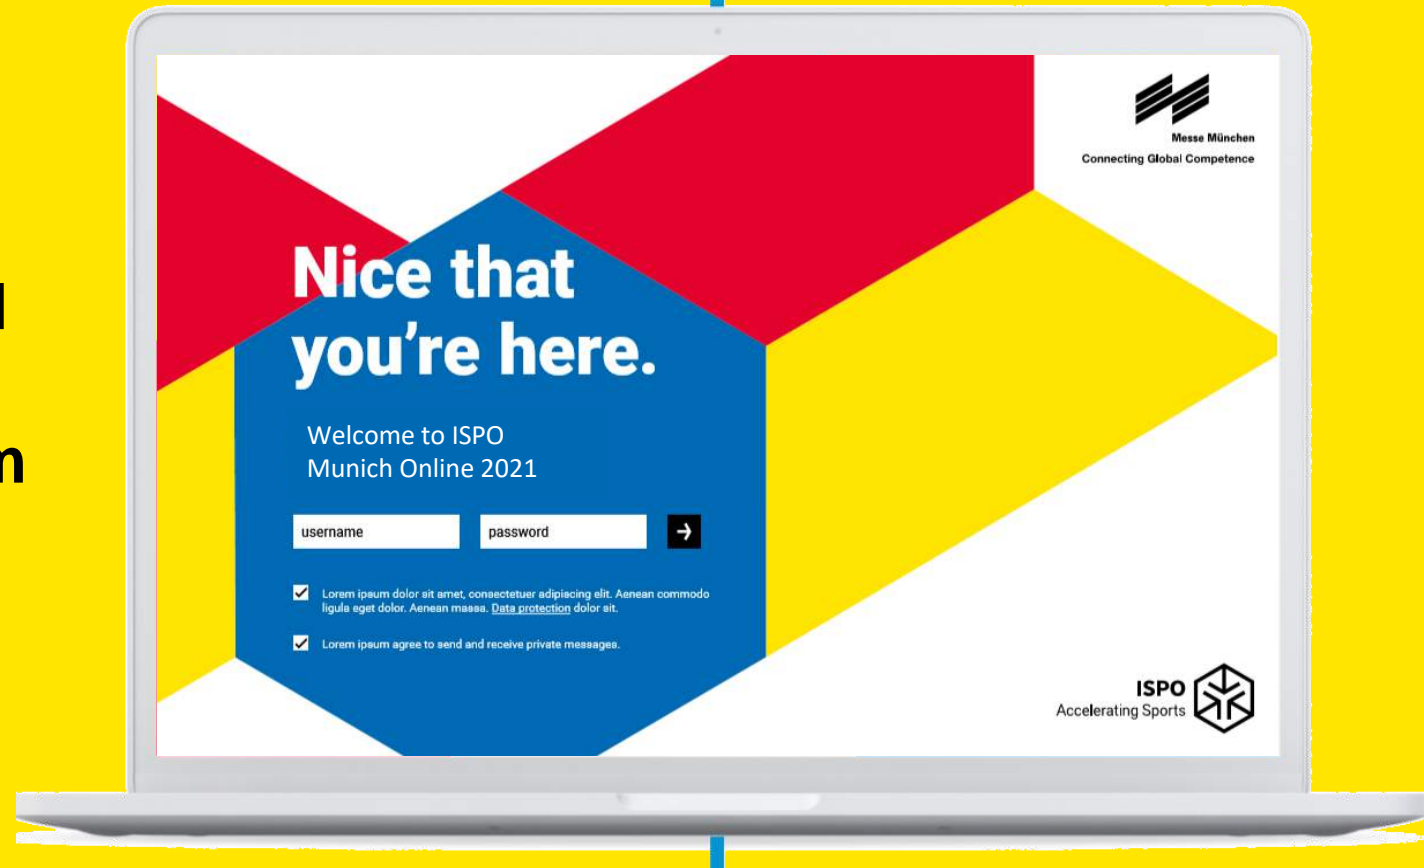 Messe München
Connecting Global Competence
Nice that
you're here.
Welcome to ISPO
Munich Online 2021
username
password
Lorem ipsum dolor sit amet, consectetuer adipiscing elit. Aenean commodo
ligula eget dolor. Aenean massa. Data protection dolor sit.
Lorem ipsum agree to send and receive private messages.
ISPO
Accelerating Sports